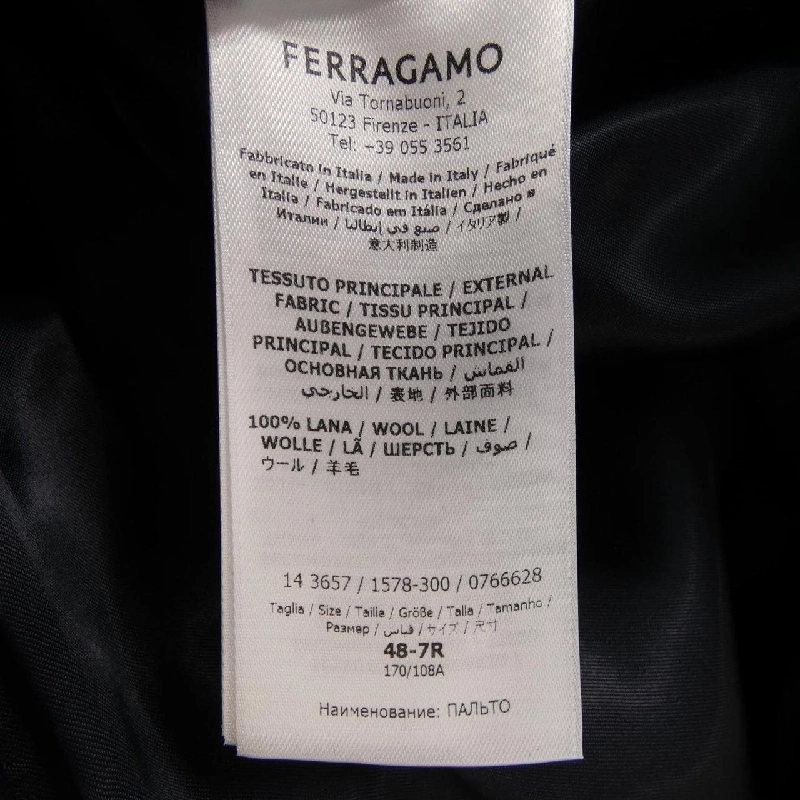 FERRAGAMO
Via Tornabuoni, 2
50123 Firenze - ITALIA
Tel: +39 055 3561
Fabbricato in Italia / Made in Italy / Fabriqué
en Italie / Hergestellt in Italien / Hecho en
Italia / Fabricado em Itália / Сделано в
Италии / صنع في إيطاليا / イタリア製 /
意大利制造
TESSUTO PRINCIPALE / EXTERNAL
FABRIC / TISSU PRINCIPAL /
AUßENGEWEBE / TEJIDO
PRINCIPAL / TECIDO PRINCIPAL /
ОСНОВНАЯ ТКАНЬ / القماش
الخارجي / 裏地 / 外部面料
100% LANA / WOOL / LAINE /
WOLLE / LÃ / ШЕРСТЬ / صوف /
ウール / 羊毛
14 3657 / 1578-300 / 0766628
Taglia / Size / Taille / Größe / Talla / Tamanho /
Размер / قياس / サイズ / 尺寸
48-7R
170/108A
Наименование: ПАЛЬТО